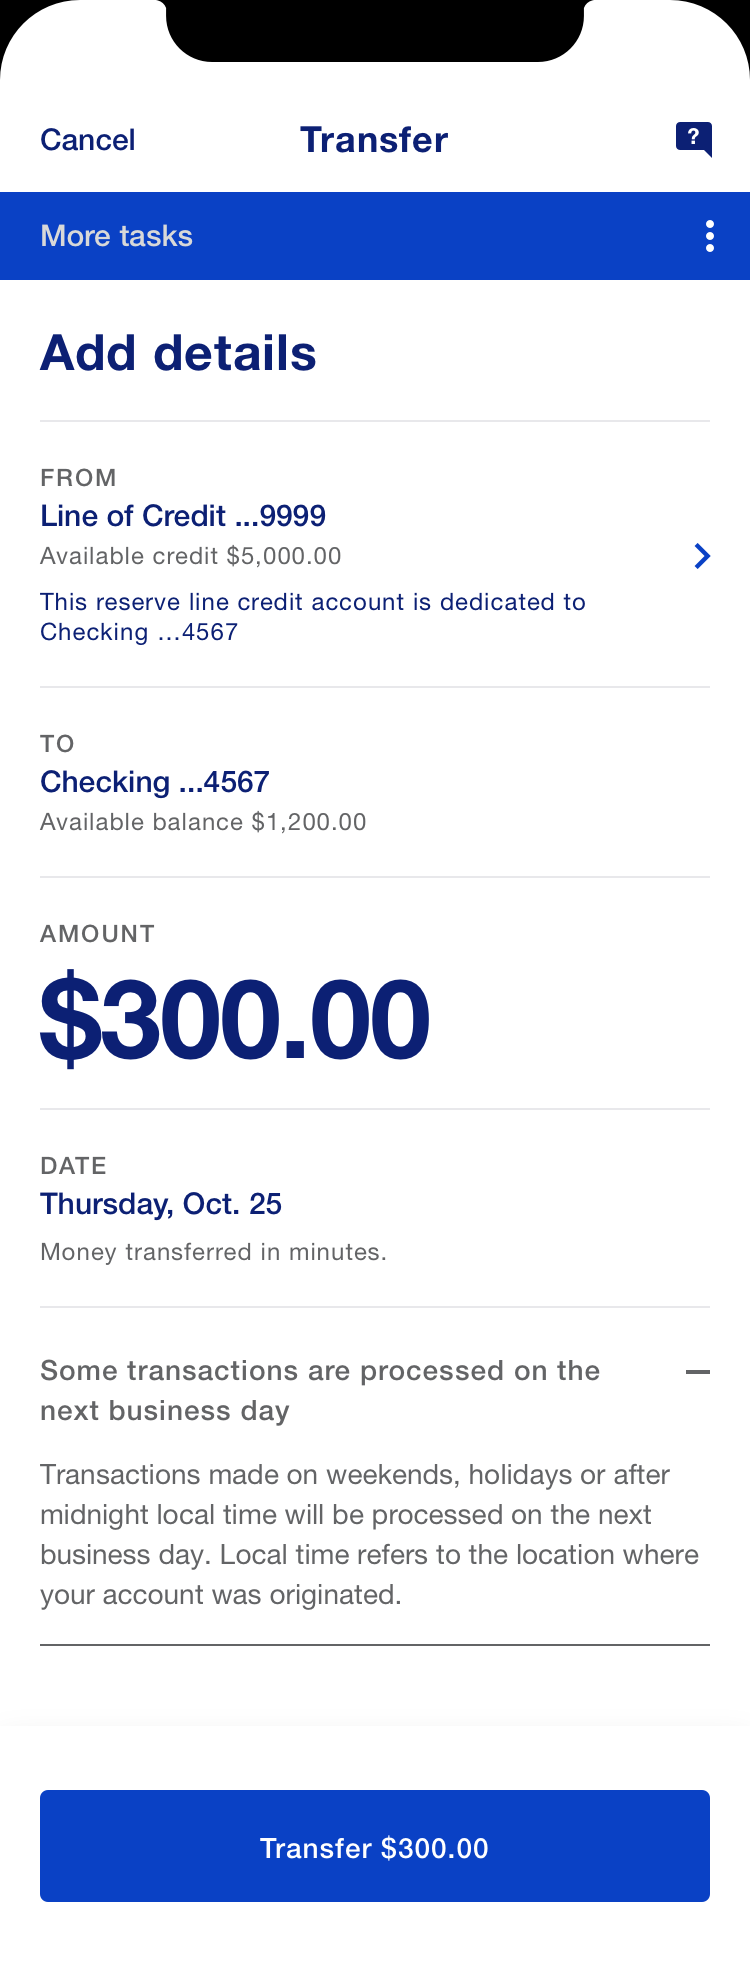 Cancel
Transfer
?
More tasks
Add details
FROM
Line of Credit ...9999
Available credit $5,000.00
This reserve line credit account is dedicated to
Checking ...4567
TO
Checking ...4567
Available balance $1,200.00
AMOUNT
$300.00
DATE
Thursday, Oct. 25
Money transferred in minutes.
Some transactions are processed on the
next business day
Transactions made on weekends, holidays or after
midnight local time will be processed on the next
business day. Local time refers to the location where
your account was originated.
Transfer $300.00